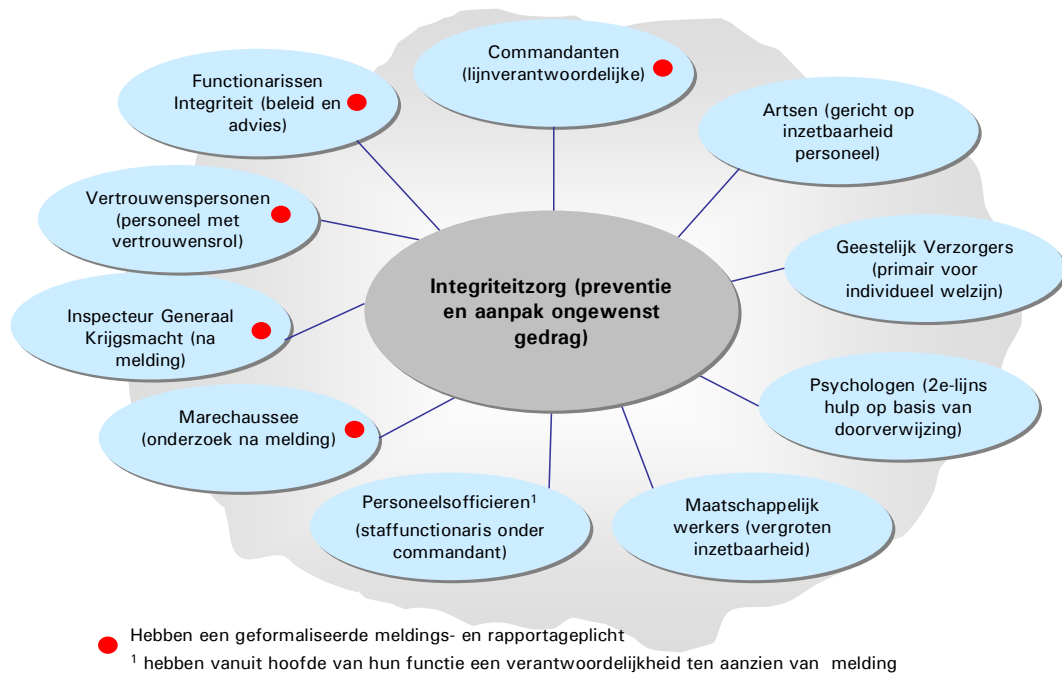 Commandanten
(lijnverantwoordelijke)
Functionarissen
Integriteit (beleid en
advies)
Artsen (gericht op
inzetbaarheid
personeel)
Vertrouwenspersonen
(personeel met
vertrouwensrol)
Geestelijk Verzorgers
(primair voor
individueel welzijn)
Integriteitzorg (preventie
en aanpak ongewenst
gedrag)
Inspecteur Generaal
Krijgsmacht (na
melding)
Psychologen (2e-lijns
hulp op basis van
doorverwijzing)
Marechaussee
(onderzoek na melding)
Personeelsofficieren¹
(staffunctionaris onder
commandant)
Maatschappelijk
werkers (vergroten
inzetbaarheid)
Hebben een geformaliseerde meldings- en rapportageplicht
¹ hebben vanuit hoofde van hun functie een verantwoordelijkheid ten aanzien van melding